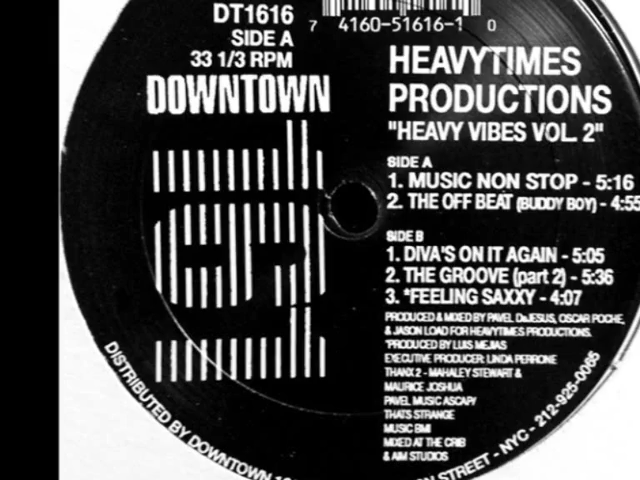 DT1616
SIDE A
33 1/3 RPM
7 4160-51616-1 0
DOWNTOWN
161
HEAVYTIMES
PRODUCTIONS
"HEAVY VIBES VOL. 2"
SIDE A
1. MUSIC NON STOP - 5:16
2. THE OFF BEAT (BUDDY BOY) - 4:55
SIDE B
1. DIVA'S ON IT AGAIN - 5:05
2. THE GROOVE (part 2) - 5:36
3. *FEELING SAXXY - 4:07
PRODUCED & MIXED BY PAVEL DeJESUS, OSCAR POCHE,
& JASON LOAD FOR HEAVYTIMES PRODUCTIONS.
*PRODUCED BY LUIS MEJIAS
EXECUTIVE PRODUCER: LINDA PERRONE
THANX 2 - MAHALEY STEWART &
MAURICE JOSHUA
PAVEL MUSIC ASCAP/
THATS STRANGE
MUSIC BMI
MIXED AT THE CRIB
& AIM STUDIOS
DISTRIBUTED BY DOWNTOWN STREET - NYC - 212-925-0065